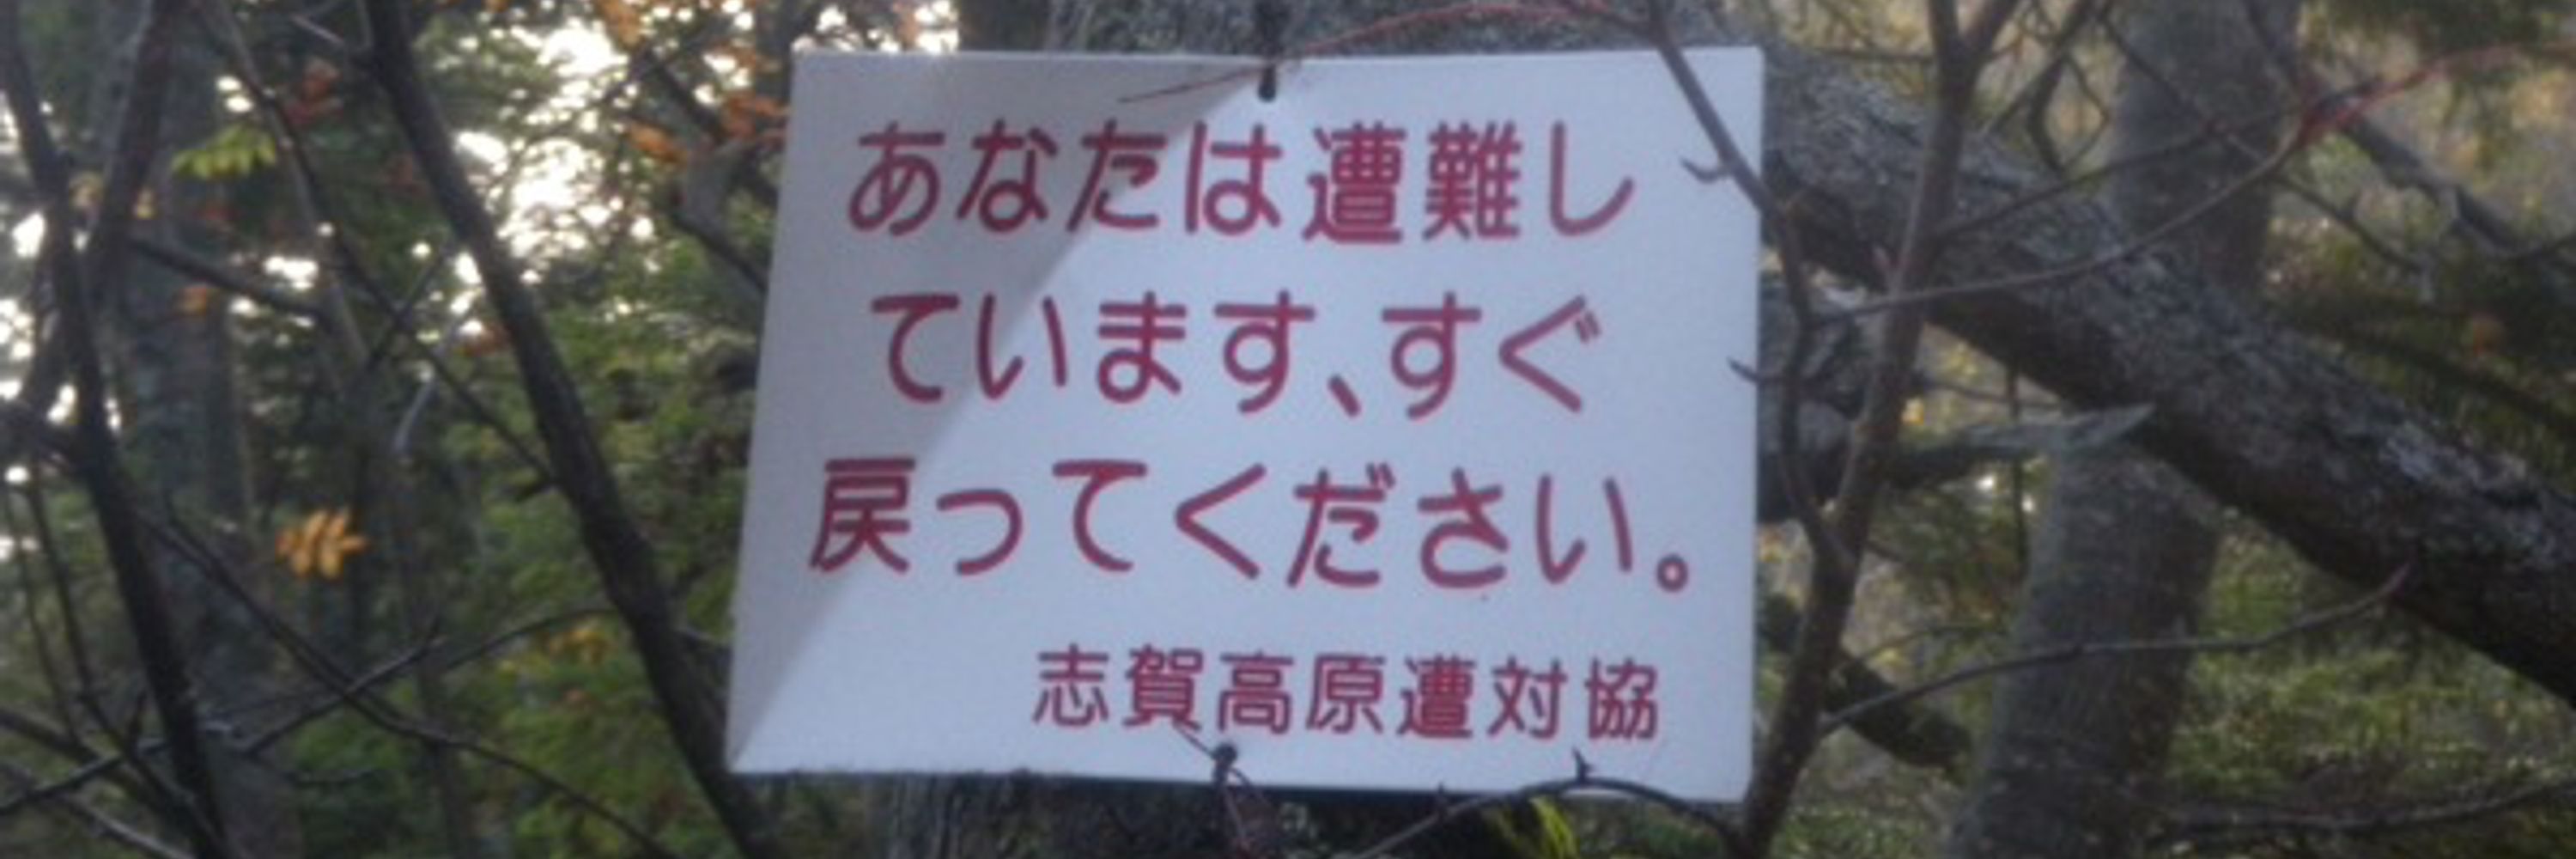 あなたは遭難し
ています、すぐ
戻ってください。
志賀高原遭対協